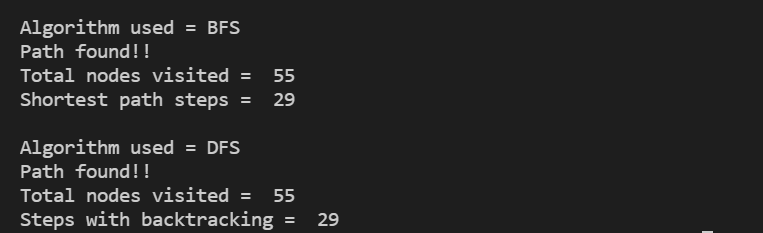 Algorithm used = BFS
Path found!!
Total nodes visited =  55
Shortest path steps =  29

Algorithm used = DFS
Path found!!
Total nodes visited =  55
Steps with backtracking =  29